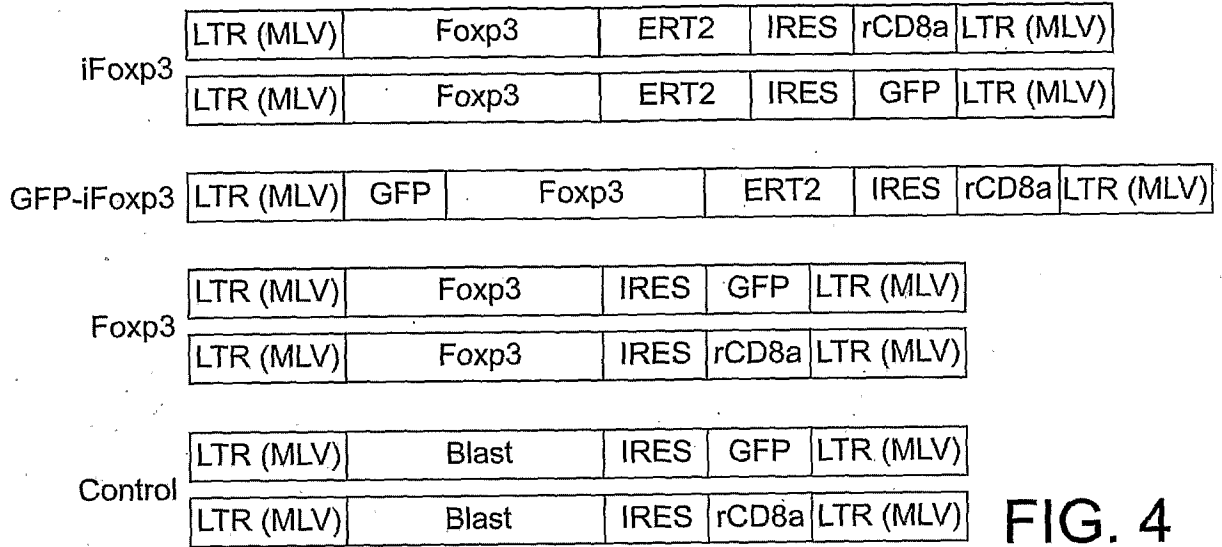 LTR (MLV) Foxp3 ERT2 IRES rCD8a LTR (MLV)
iFoxp3
LTR (MLV) Foxp3 ERT2 IRES GFP LTR (MLV)
GFP-iFoxp3 LTR (MLV) GFP Foxp3 ERT2 IRES rCD8a LTR (MLV)
LTR (MLV) Foxp3 IRES GFP LTR (MLV)
Foxp3
LTR (MLV) Foxp3 IRES rCD8a LTR (MLV)
LTR (MLV) Blast IRES GFP LTR (MLV)
Control
LTR (MLV) Blast IRES rCD8a LTR (MLV)
FIG. 4